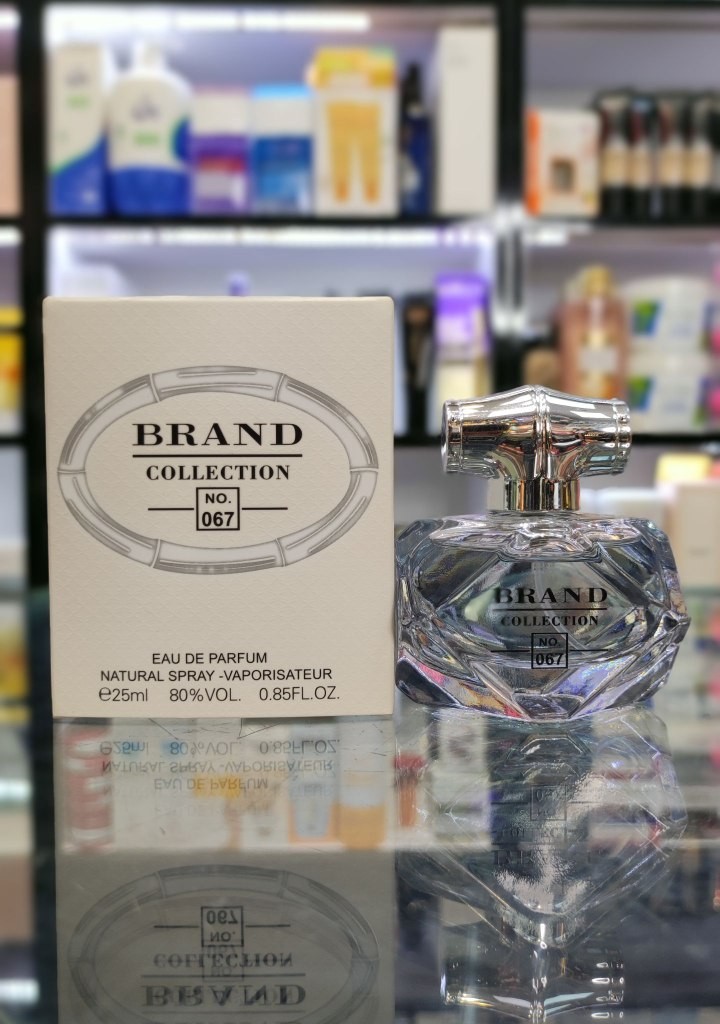 BRAND
COLLECTION
NO.
067
EAU DE PARFUM
NATURAL SPRAY -VAPORISATEUR
℮25ml 80%VOL. 0.85FL.OZ.
BRAND
COLLECTION
NO.
067